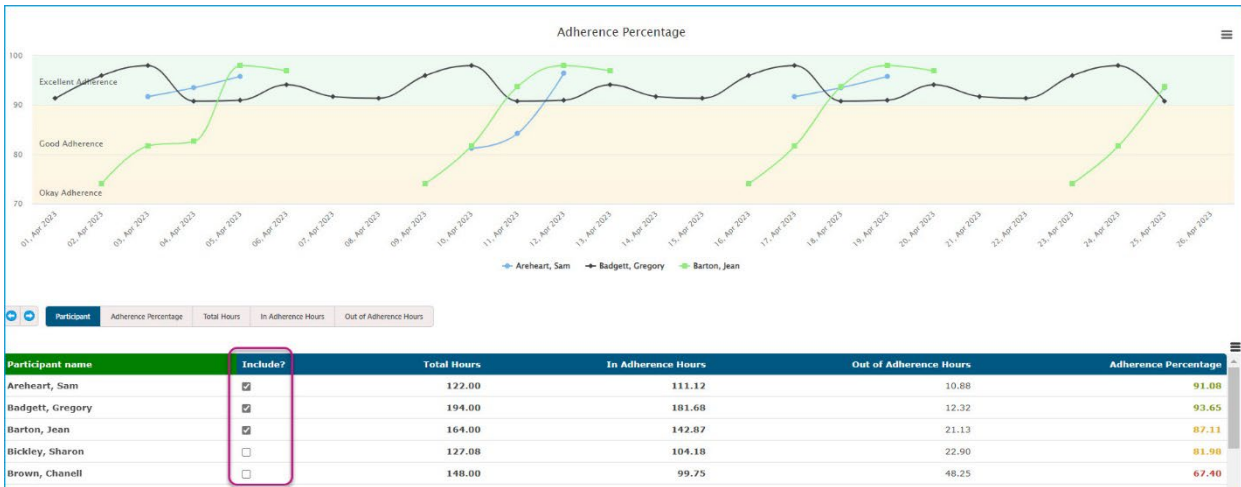 Adherence Percentage
100
Excellent Adherence
90
Good Adherence
80
Okay Adherence
70
01, Apr 2023
02, Apr 2023
03, Apr 2023
04, Apr 2023
05, Apr 2023
06, Apr 2023
07, Apr 2023
08, Apr 2023
09, Apr 2023
10, Apr 2023
11, Apr 2023
12, Apr 2023
13, Apr 2023
14, Apr 2023
15, Apr 2023
16, Apr 2023
17, Apr 2023
18, Apr 2023
19, Apr 2023
20, Apr 2023
21, Apr 2023
22, Apr 2023
23, Apr 2023
24, Apr 2023
25, Apr 2023
26, Apr 2023
Areheart, Sam Badgett, Gregory Barton, Jean
Participant Adherence Percentage Total Hours In Adherence Hours Out of Adherence Hours
Participant name Include? Total Hours In Adherence Hours Out of Adherence Hours Adherence Percentage
Areheart, Sam 122.00 111.12 10.88 91.08
Badgett, Gregory 194.00 181.68 12.32 93.65
Barton, Jean 164.00 142.87 21.13 87.11
Bickley, Sharon 127.08 104.18 22.90 81.98
Brown, Chanell 148.00 99.75 48.25 67.40